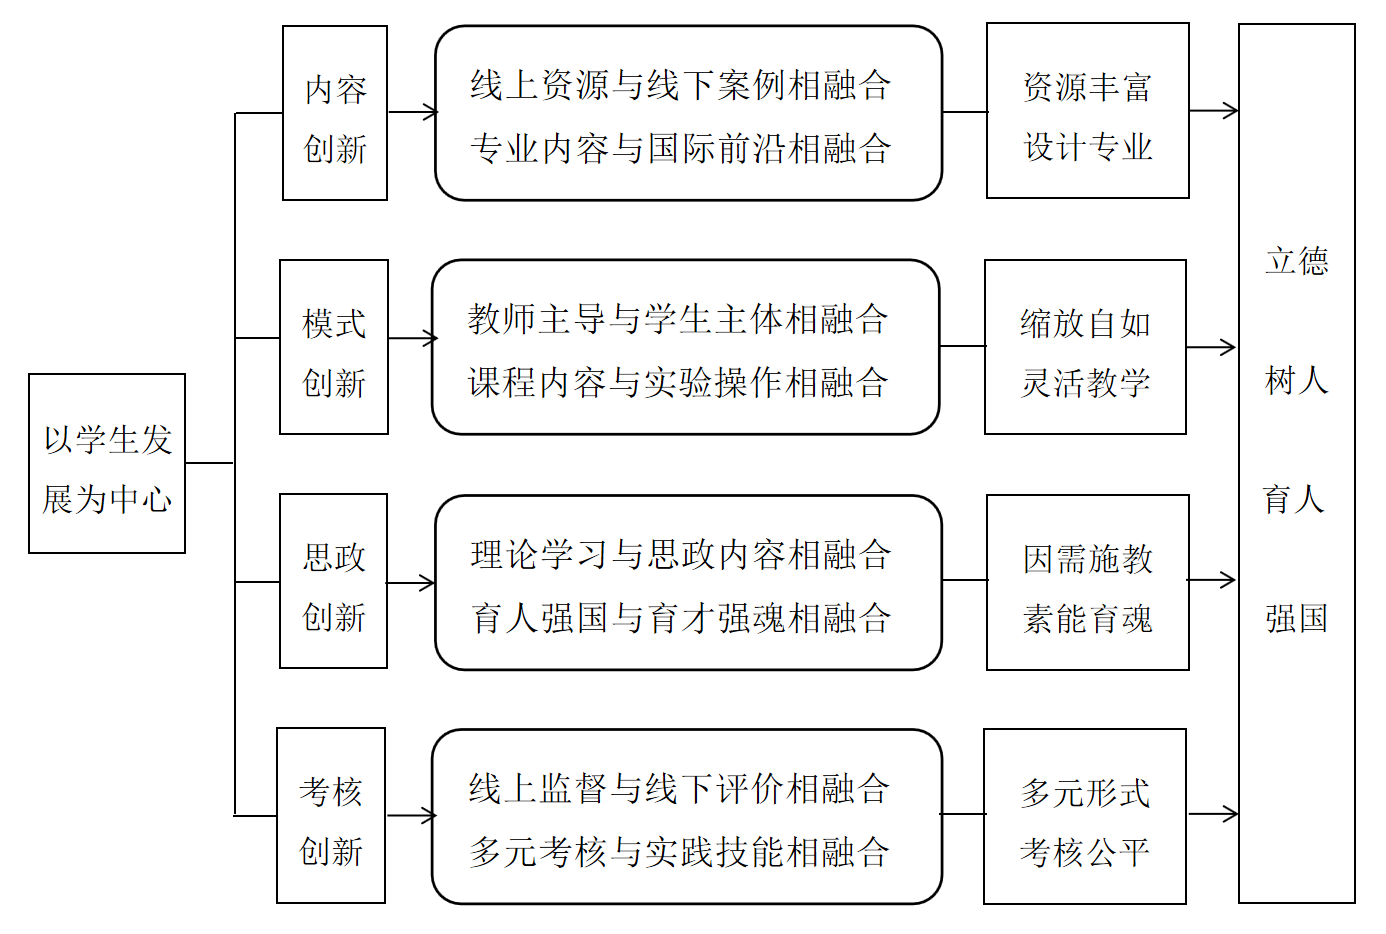 以学生发
展为中心
内容
创新
线上资源与线下案例相融合
专业内容与国际前沿相融合
资源丰富
设计专业
模式
创新
教师主导与学生主体相融合
课程内容与实验操作相融合
缩放自如
灵活教学
思政
创新
理论学习与思政内容相融合
育人强国与育才强魂相融合
因需施教
素能育魂
考核
创新
线上监督与线下评价相融合
多元考核与实践技能相融合
多元形式
考核公平
立德
树人
育人
强国